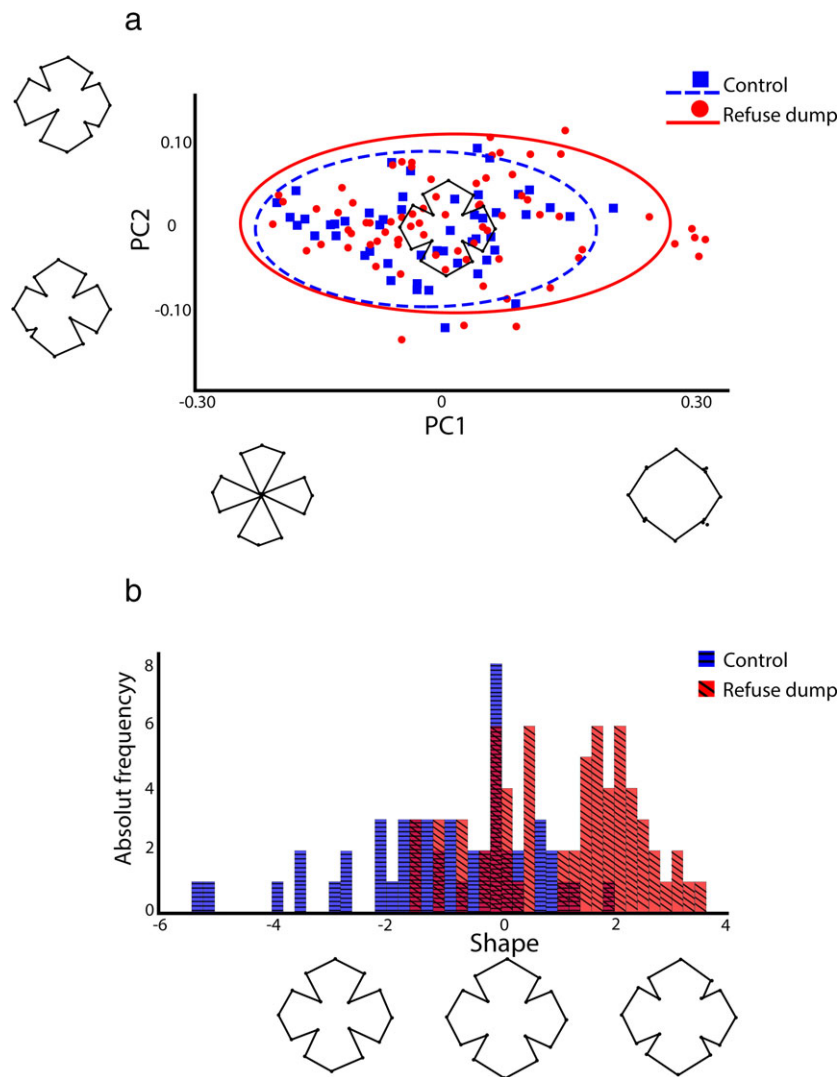 a
Control
Refuse dump
0.10
0
-0.10
PC2
-0.30
0
0.30
PC1
b
Control
Refuse dump
8
6
4
2
0
Absolut frequencyy
-6
-4
-2
0
2
4
Shape